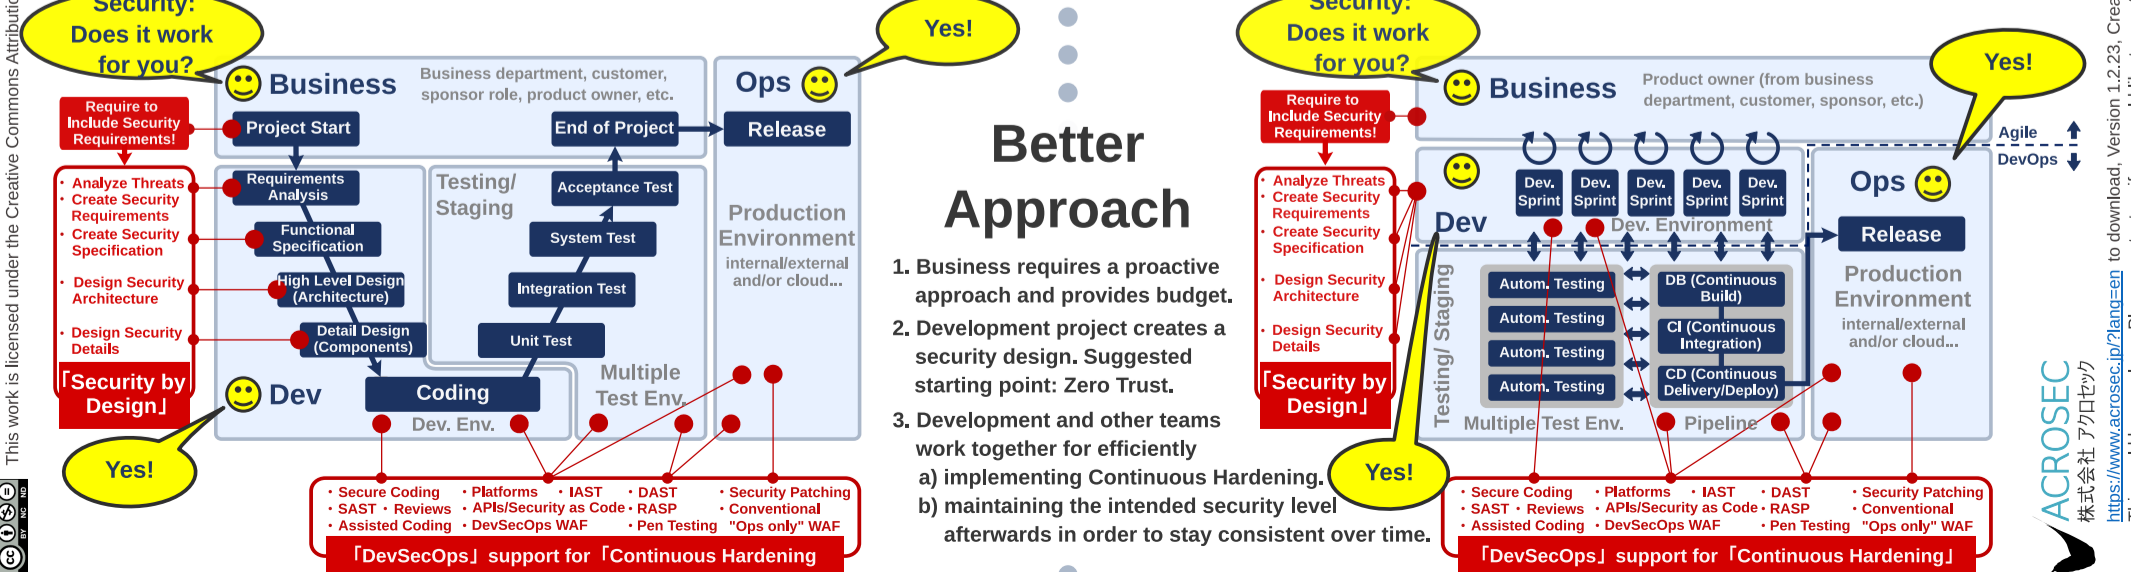 This work is licensed under the Creative Commons Attributio
BY NC ND
cc
Security:
Does it work
for you?
Yes!
Business
Business department, customer,
sponsor role, product owner, etc.
Ops
Require to
Include Security
Requirements!
Project Start
End of Project
Release
・Analyze Threats
・Create Security
Requirements
・Create Security
Specification
・Design Security
Architecture
・Design Security
Details
「Security by
Design」
Requirements
Analysis
Functional
Specification
High Level Design
(Architecture)
Detail Design
(Components)
Coding
Dev
Dev. Env.
Testing/
Staging
Acceptance Test
System Test
Integration Test
Unit Test
Multiple
Test Env.
Production
Environment
internal/external
and/or cloud...
Yes!
・Secure Coding
・SAST・Reviews
・Assisted Coding
・Platforms ・IAST
・APIs/Security as Code
・DevSecOps WAF
・DAST
・RASP
・Pen Testing
・Security Patching
・Conventional
"Ops only" WAF
「DevSecOps」support for「Continuous Hardening
Better
Approach
1. Business requires a proactive
approach and provides budget.
2. Development project creates a
security design. Suggested
starting point: Zero Trust.
3. Development and other teams
work together for efficiently
a) implementing Continuous Hardening.
b) maintaining the intended security level
afterwards in order to stay consistent over time.
Security:
Does it work
for you?
Yes!
Business
Product owner (from business
department, customer, sponsor, etc.)
Require to
Include Security
Requirements!
Agile
DevOps
・Analyze Threats
・Create Security
Requirements
・Create Security
Specification
・Design Security
Architecture
・Design Security
Details
「Security by
Design」
Dev
Dev.
Sprint
Dev.
Sprint
Dev.
Sprint
Dev.
Sprint
Dev.
Sprint
Dev. Environment
Ops
Release
Production
Environment
internal/external
and/or cloud...
Testing/ Staging
Autom. Testing
Autom. Testing
Autom. Testing
Autom. Testing
Multiple Test Env.
DB (Continuous
Build)
CI (Continuous
Integration)
CD (Continuous
Delivery/Deploy)
Pipeline
Yes!
・Secure Coding
・SAST・Reviews
・Assisted Coding
・Platforms ・IAST
・APIs/Security as Code
・DevSecOps WAF
・DAST
・RASP
・Pen Testing
・Security Patching
・Conventional
"Ops only" WAF
「DevSecOps」support for「Continuous Hardening」
ACROSEC
株式会社 アクロセック
https://www.acrosec.jp/?lang=en to download, Version 1.2.23, Crea